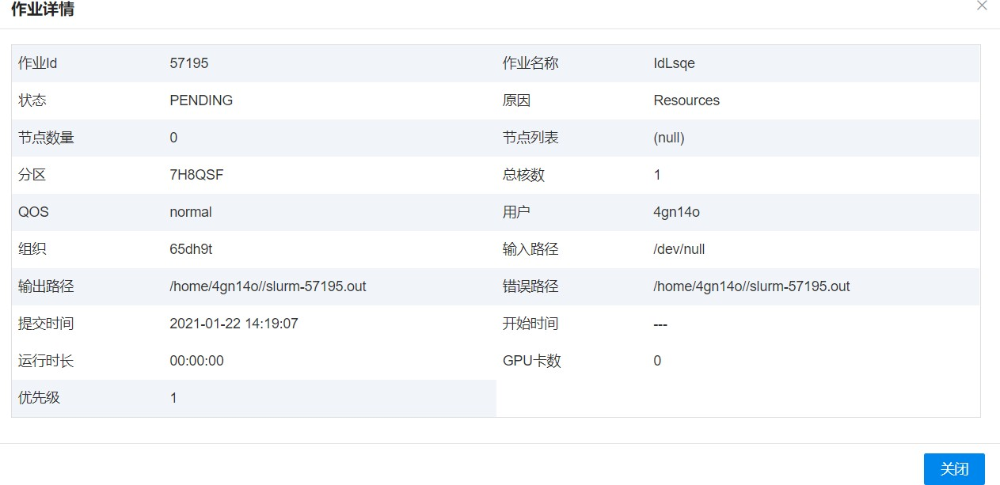 作业详情
作业Id 57195 作业名称 IdLsqe
状态 PENDING 原因 Resources
节点数量 0 节点列表 (null)
分区 7H8QSF 总核数 1
QOS normal 用户 4gn14o
组织 65dh9t 输入路径 /dev/null
输出路径 /home/4gn14o//slurm-57195.out 错误路径 /home/4gn14o//slurm-57195.out
提交时间 2021-01-22 14:19:07 开始时间 ---
运行时长 00:00:00 GPU卡数 0
优先级 1
关闭